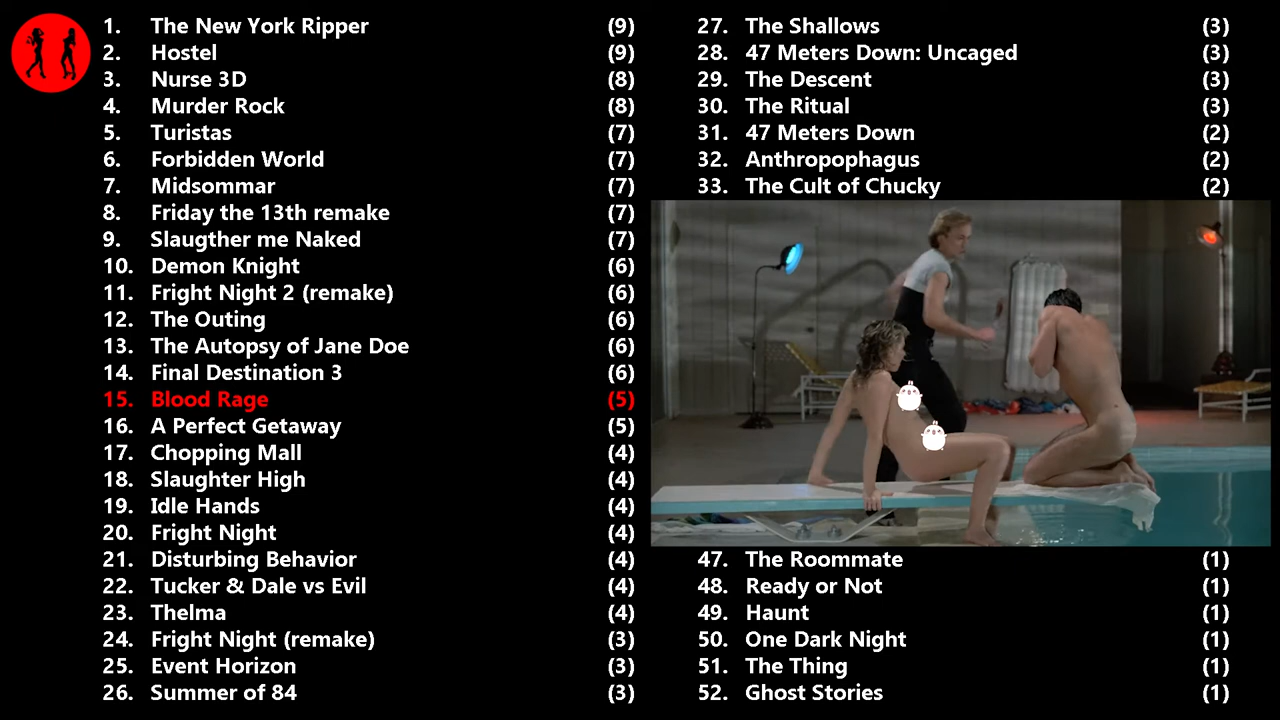 1. The New York Ripper (9)
2. Hostel (9)
3. Nurse 3D (8)
4. Murder Rock (8)
5. Turistas (7)
6. Forbidden World (7)
7. Midsommar (7)
8. Friday the 13th remake (7)
9. Slaugther me Naked (7)
10. Demon Knight (6)
11. Fright Night 2 (remake) (6)
12. The Outing (6)
13. The Autopsy of Jane Doe (6)
14. Final Destination 3 (6)
15. Blood Rage (5)
16. A Perfect Getaway (5)
17. Chopping Mall (4)
18. Slaughter High (4)
19. Idle Hands (4)
20. Fright Night (4)
21. Disturbing Behavior (4)
22. Tucker & Dale vs Evil (4)
23. Thelma (4)
24. Fright Night (remake) (3)
25. Event Horizon (3)
26. Summer of 84 (3)
27. The Shallows (3)
28. 47 Meters Down: Uncaged (3)
29. The Descent (3)
30. The Ritual (3)
31. 47 Meters Down (2)
32. Anthropophagus (2)
33. The Cult of Chucky (2)
47. The Roommate (1)
48. Ready or Not (1)
49. Haunt (1)
50. One Dark Night (1)
51. The Thing (1)
52. Ghost Stories (1)